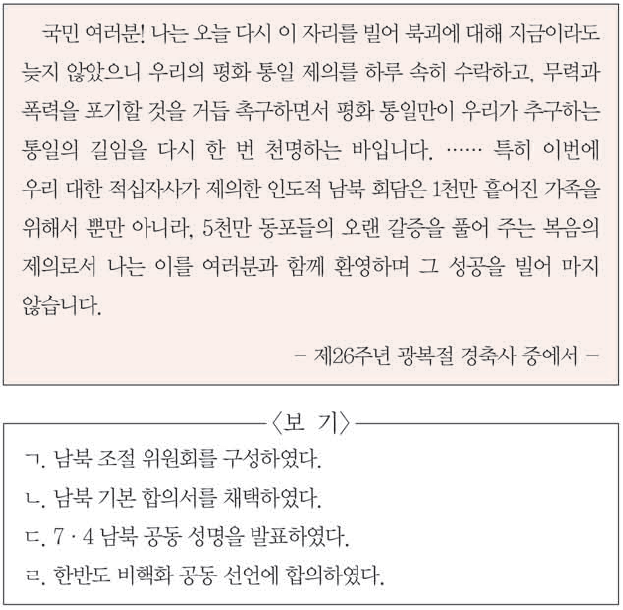 국민 여러분! 나는 오늘 다시 이 자리를 빌어 북괴에 대해 지금이라도
늦지 않았으니 우리의 평화 통일 제의를 하루 속히 수락하고, 무력과
폭력을 포기할 것을 거듭 촉구하면서 평화 통일만이 우리가 추구하는
통일의 길임을 다시 한 번 천명하는 바입니다. …… 특히 이번에
우리 대한 적십자사가 제의한 인도적 남북 회담은 1천만 흩어진 가족을
위해서 뿐만 아니라, 5천만 동포들의 오랜 갈증을 풀어 주는 복음의
제의로서 나는 이를 여러분과 함께 환영하며 그 성공을 빌어 마지
않습니다.
- 제26주년 광복절 경축사 중에서 -
〈보 기〉
ㄱ. 남북 조절 위원회를 구성하였다.
ㄴ. 남북 기본 합의서를 채택하였다.
ㄷ. 7·4 남북 공동 성명을 발표하였다.
ㄹ. 한반도 비핵화 공동 선언에 합의하였다.